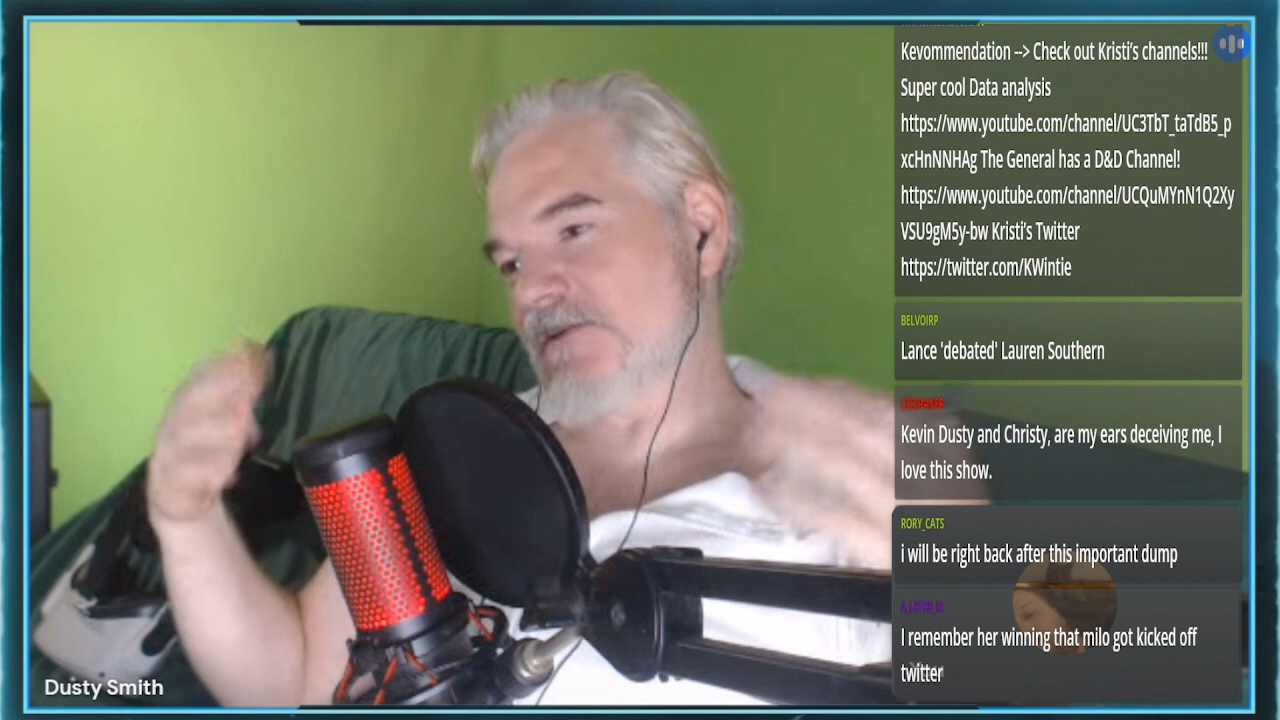 Kevommendation --> Check out Kristi's channels!!!
Super cool Data analysis
https://www.youtube.com/channel/UC3TbT_taTdB5_p
xcHnNNHAg The General has a D&D Channel!
https://www.youtube.com/channel/UCQuMYnN1Q2Xy
VSU9gM5y-bw Kristi's Twitter
https://twitter.com/KWintie
BELVOIRP
Lance 'debated' Lauren Southern
Kevin Dusty and Christy, are my ears deceiving me, I
love this show.
RORY_CATS
i will be right back after this important dump
I remember her winning that milo got kicked off
twitter
Dusty Smith